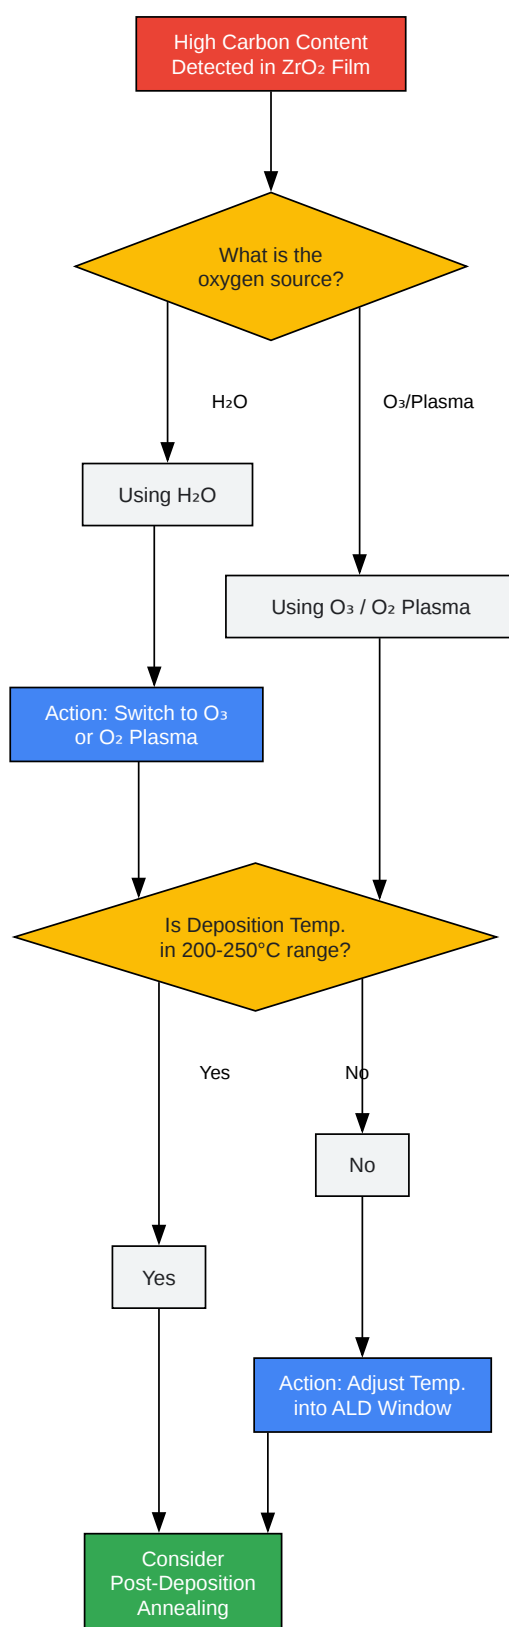 High Carbon Content
Detected in ZrO₂ Film
What is the
oxygen source?
H₂O
O₃/Plasma
Using H₂O
Using O₃ / O₂ Plasma
Action: Switch to O₃
or O₂ Plasma
Is Deposition Temp.
in 200-250°C range?
Yes
No
No
Yes
Action: Adjust Temp.
into ALD Window
Consider
Post-Deposition
Annealing